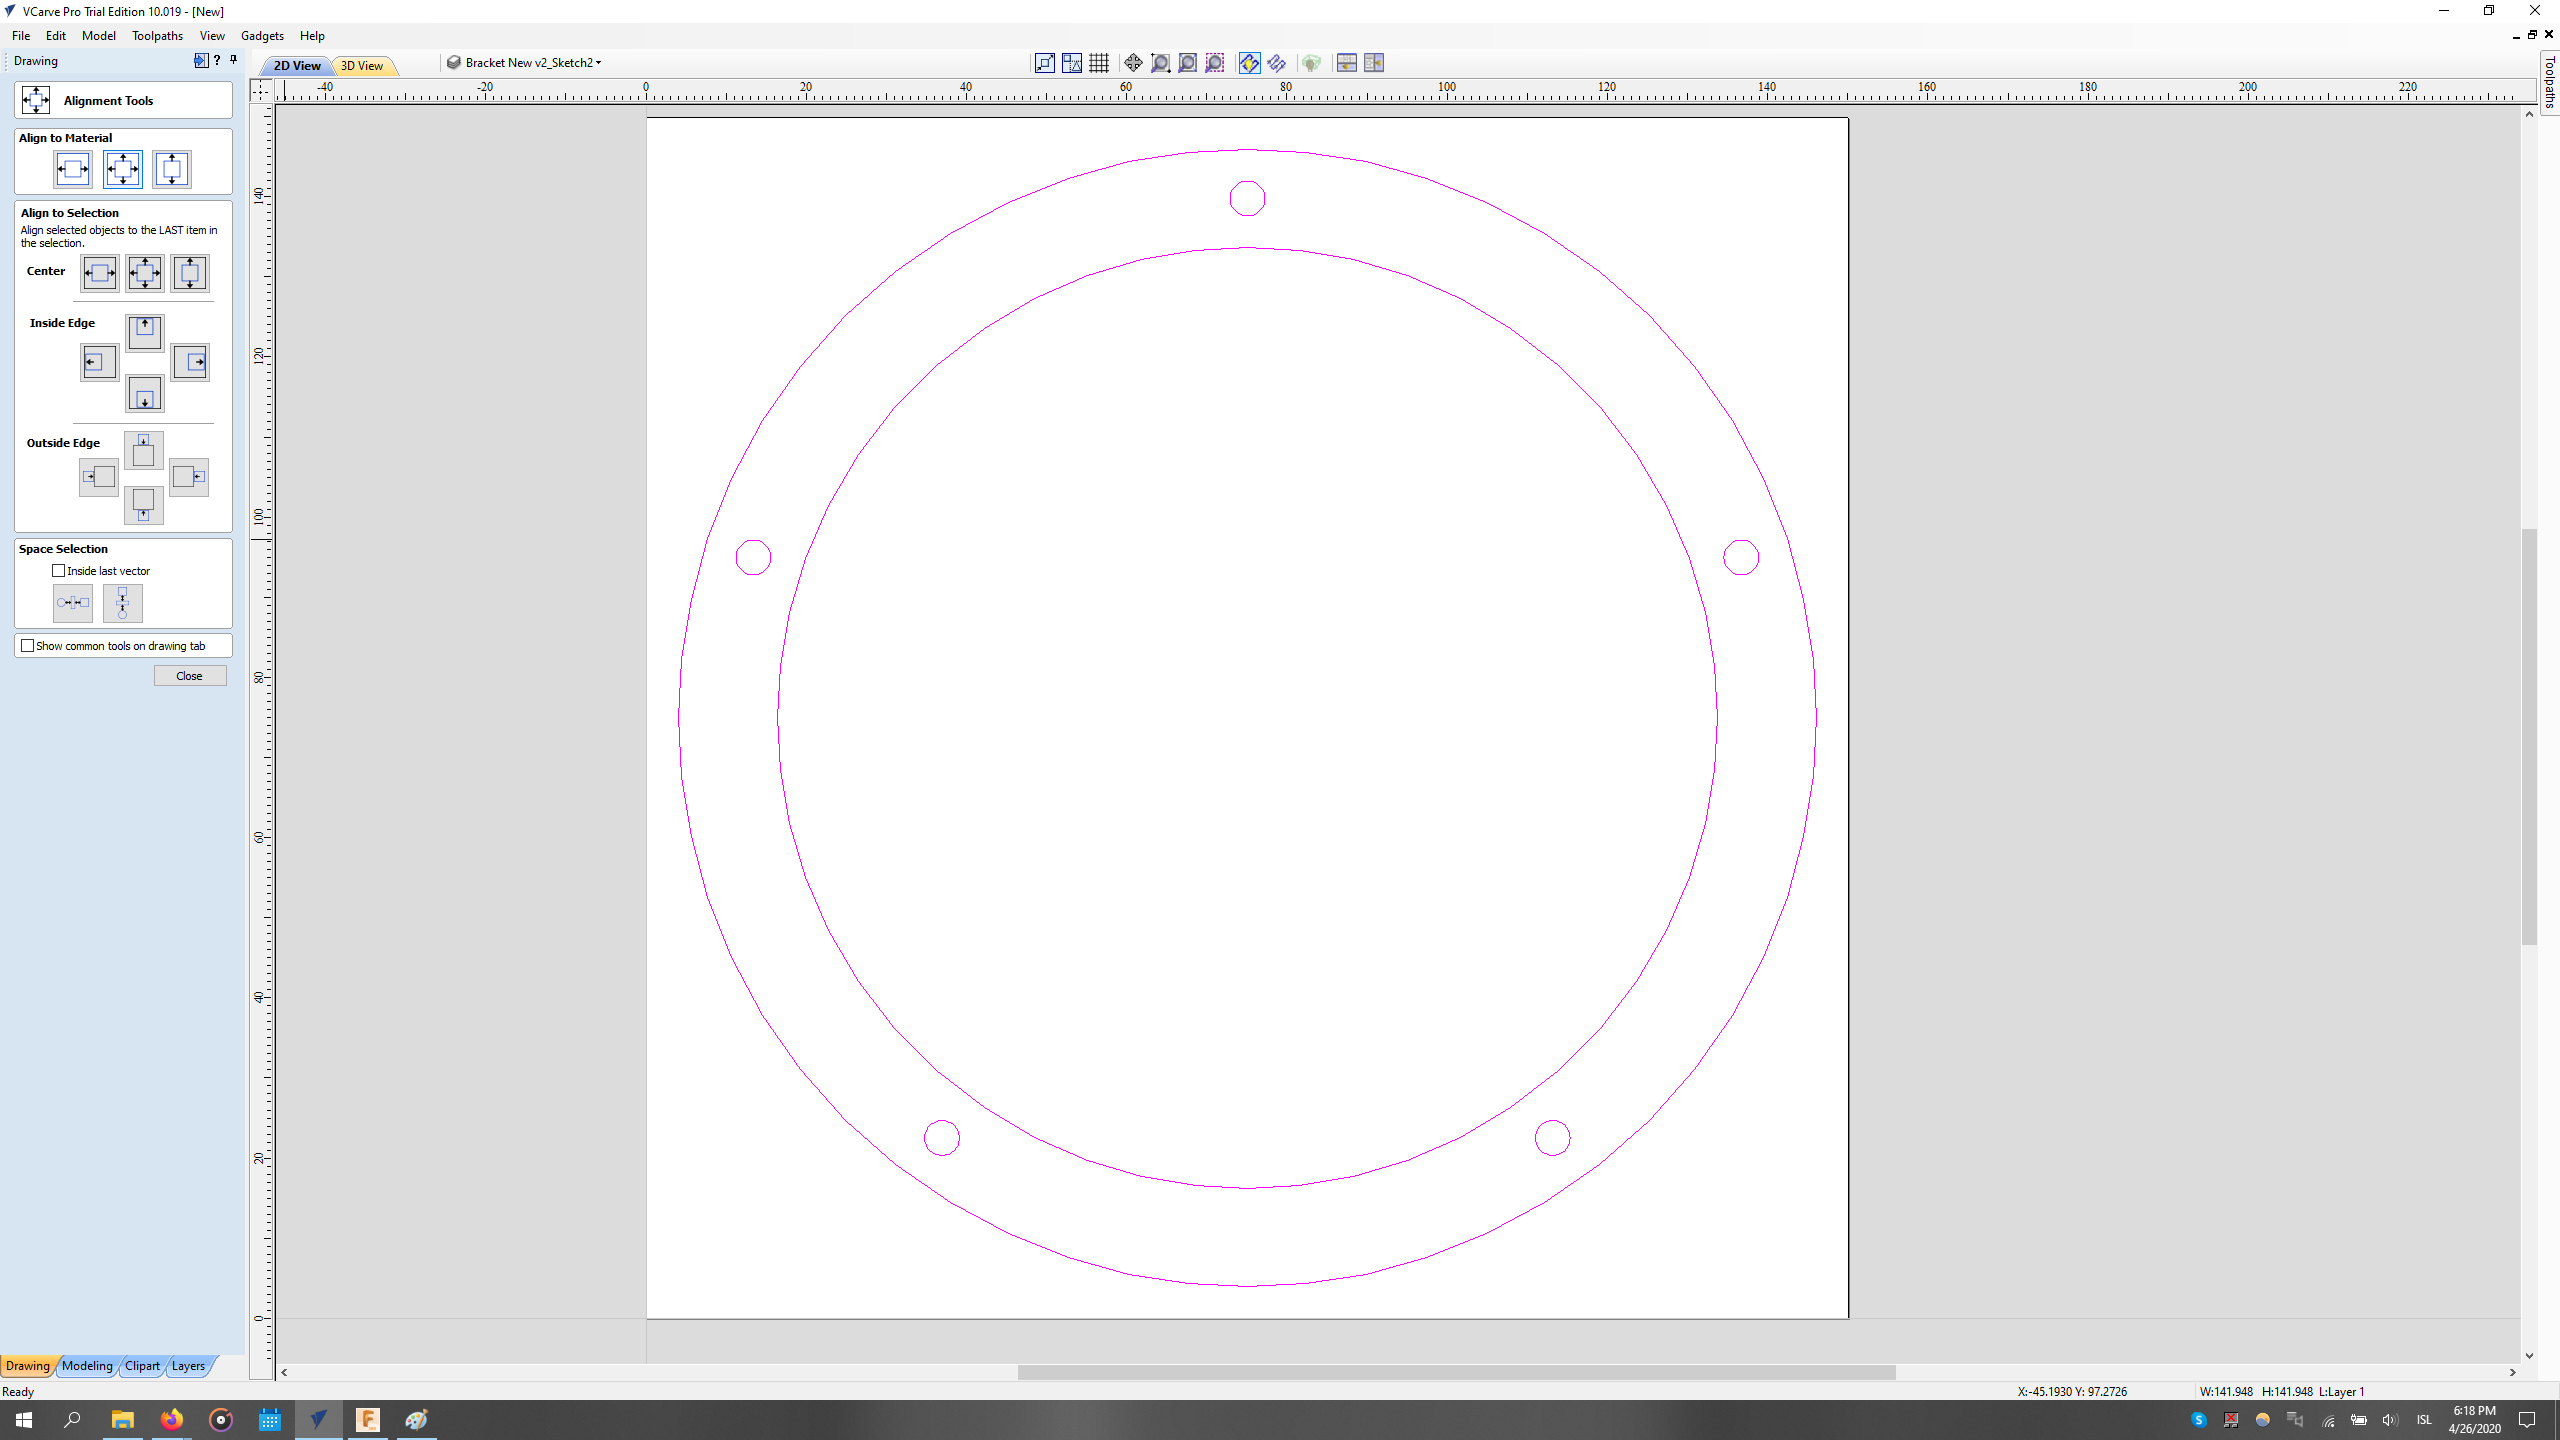 VCarve Pro Trial Edition 10.019 - [New]
File Edit Model Toolpaths View Gadgets Help
Drawing
2D View 3D View Bracket New v2_Sketch2
Toolpaths
-40 -20 0 20 40 60 80 100 120 140 160 180 200 220
Alignment Tools
Align to Material
Align to Selection
Align selected objects to the LAST item in
the selection.
Center
Inside Edge
Outside Edge
Space Selection
Inside last vector
Show common tools on drawing tab
Close
140
120
100
80
60
40
20
0
Drawing Modeling Clipart Layers
Ready
X:-45.1930 Y: 97.2726
W:141.948 H:141.948 L:Layer 1
ISL
6:18 PM
4/26/2020